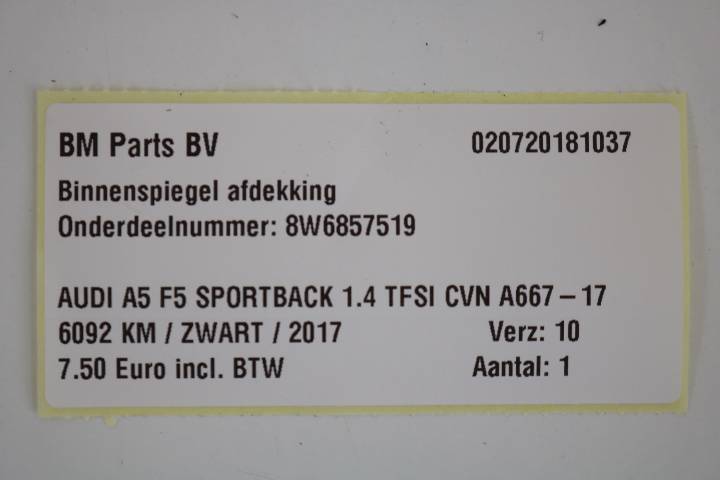 BM Parts BV 020720181037
Binnenspiegel afdekking
Onderdeelnummer: 8W6857519
AUDI A5 F5 SPORTBACK 1.4 TFSI CVN A667 – 17
6092 KM / ZWART / 2017 Verz: 10
7.50 Euro incl. BTW Aantal: 1